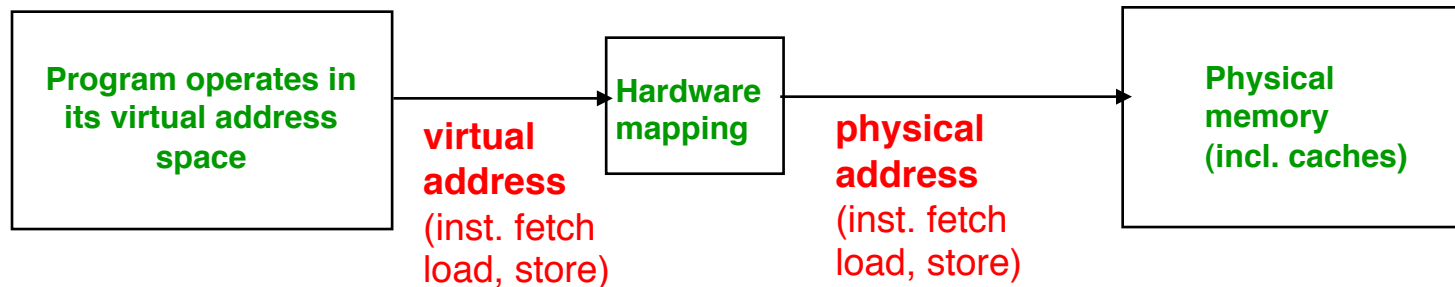 Program operates in
its virtual address
space
virtual
address
(inst. fetch
load, store)
Hardware
mapping
physical
address
(inst. fetch
load, store)
Physical
memory
(incl. caches)